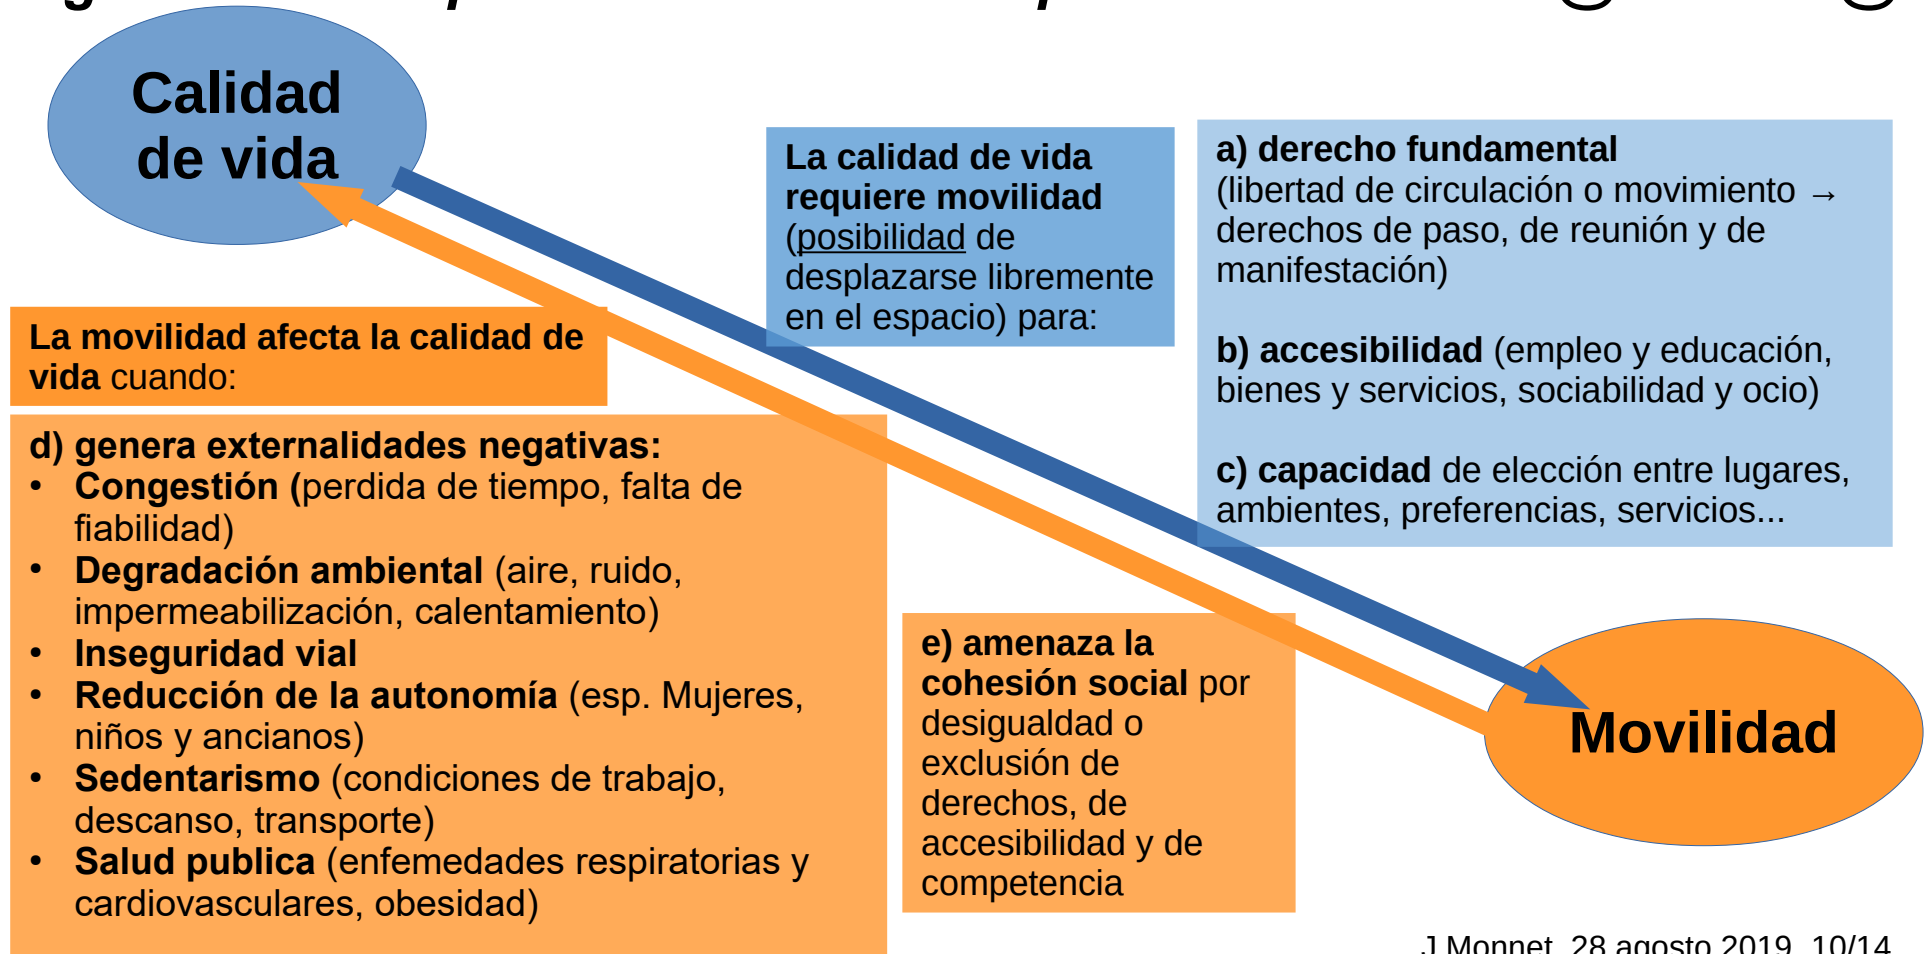 Calidad
de vida
La calidad de vida
requiere movilidad
(posibilidad de
desplazarse libremente
en el espacio) para:
a) derecho fundamental
(libertad de circulación o movimiento →
derechos de paso, de reunión y de
manifestación)
b) accesibilidad (empleo y educación,
bienes y servicios, sociabilidad y ocio)
c) capacidad de elección entre lugares,
ambientes, preferencias, servicios...
La movilidad afecta la calidad de
vida cuando:
d) genera externalidades negativas:
• Congestión (perdida de tiempo, falta de
fiabilidad)
• Degradación ambiental (aire, ruido,
impermeabilización, calentamiento)
• Inseguridad vial
• Reducción de la autonomía (esp. Mujeres,
niños y ancianos)
• Sedentarismo (condiciones de trabajo,
descanso, transporte)
• Salud publica (enfemedades respiratorias y
cardiovasculares, obesidad)
e) amenaza la
cohesión social por
desigualdad o
exclusión de
derechos, de
accesibilidad y de
competencia
Movilidad
J Monnet, 28 agosto 2019, 10/14